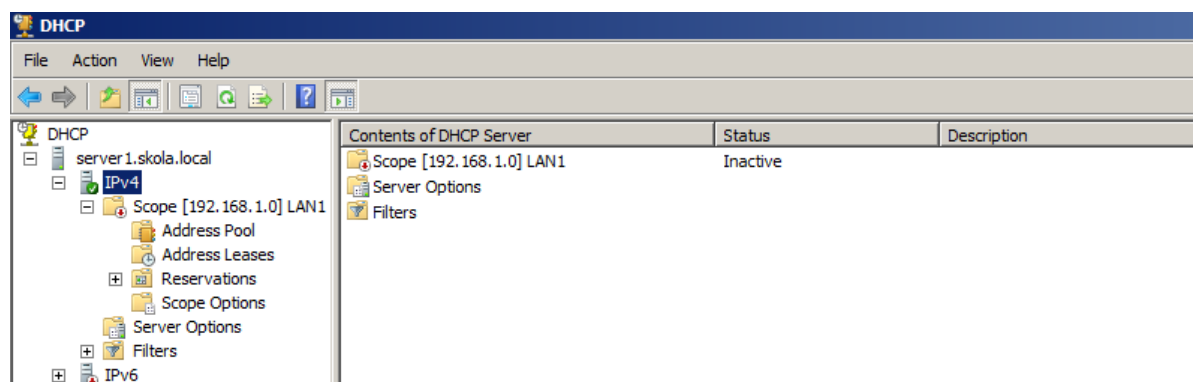 DHCP
File Action View Help
DHCP
server1.skola.local
IPv4
Scope [192.168.1.0] LAN1
Address Pool
Address Leases
Reservations
Scope Options
Server Options
Filters
IPv6
Contents of DHCP Server Status Description
Scope [192.168.1.0] LAN1 Inactive
Server Options
Filters